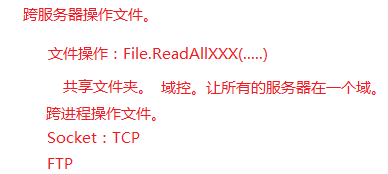 跨服务器操作文件。
文件操作：File.ReadAllXXX(.....)
共享文件夹。 域控。让所有的服务器在一个域。
跨进程操作文件。
Socket：TCP
FTP